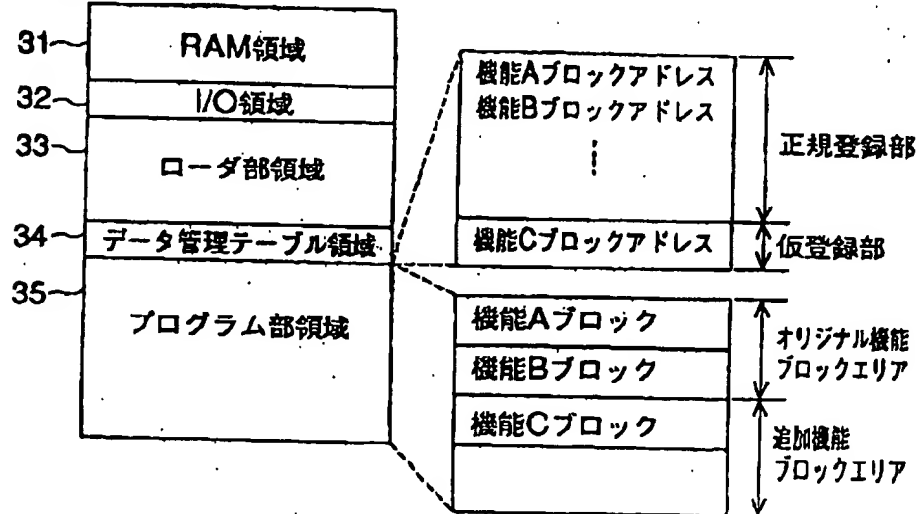 31
RAM領域
32
I/O領域
33
ローダ部領域
34
データ管理テーブル領域
35
プログラム部領域
機能Aブロックアドレス
機能Bブロックアドレス
正規登録部
機能Cブロックアドレス
仮登録部
機能Aブロック
機能Bブロック
オリジナル機能
ブロックエリア
機能Cブロック
追加機能
ブロックエリア